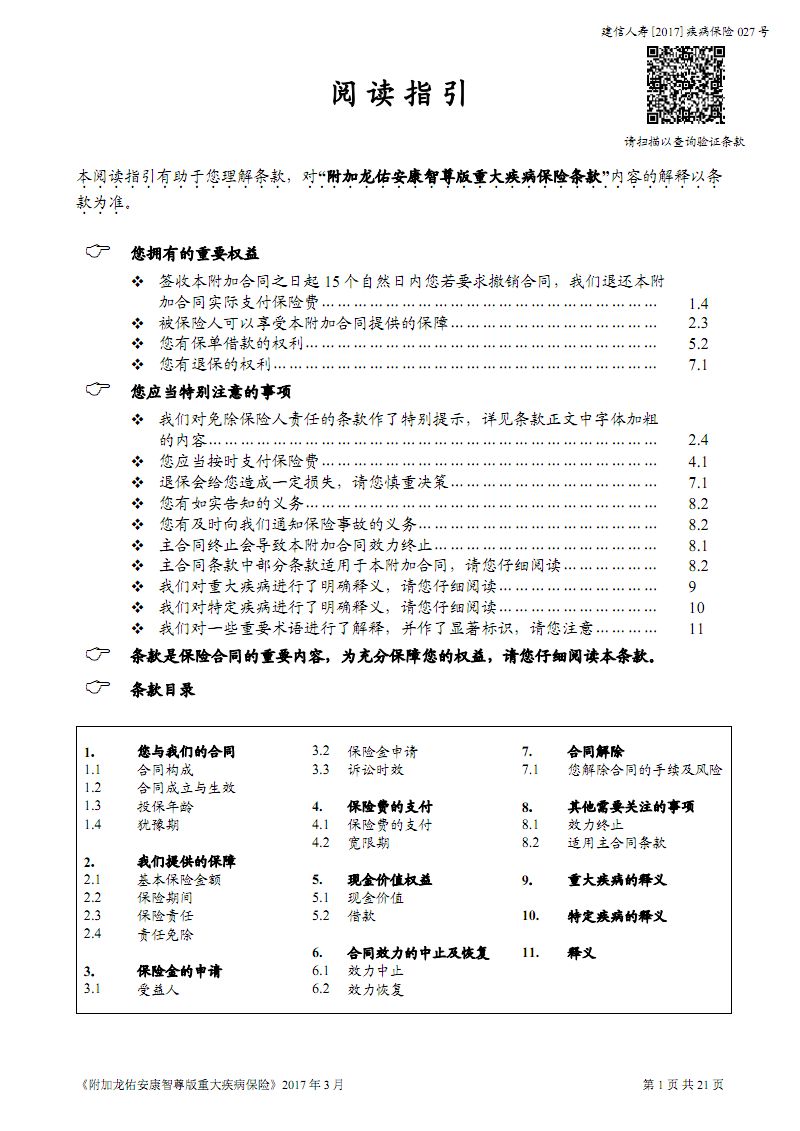 建信人寿[2017]疾病保险 027 号
阅读指引
请扫描以查询验证条款
本阅读指引有助于您理解条款，对“附加龙佑安康智尊版重大疾病保险条款”内容的解释以条
款为准。
☞ 您拥有的重要权益
❖ 签收本附加合同之日起 15 个自然日内您若要求撤销合同，我们退还本附
加合同实际支付保险费………………………………………………………… 1.4
❖ 被保险人可以享受本附加合同提供的保障………………………………… 2.3
❖ 您有保单借款的权利………………………………………………………… 5.2
❖ 您有退保的权利……………………………………………………………… 7.1
☞ 您应当特别注意的事项
❖ 我们对免除保险人责任的条款作了特别提示，详见条款正文中字体加粗
的内容………………………………………………………………………… 2.4
❖ 您应当按时支付保险费……………………………………………………… 4.1
❖ 退保会给您造成一定损失，请您慎重决策………………………………… 7.1
❖ 您有如实告知的义务………………………………………………………… 8.2
❖ 您有及时向我们通知保险事故的义务……………………………………… 8.2
❖ 主合同终止会导致本附加合同效力终止…………………………………… 8.1
❖ 主合同条款中部分条款适用于本附加合同，请您仔细阅读……………… 8.2
❖ 我们对重大疾病进行了明确释义，请您仔细阅读………………………… 9
❖ 我们对特定疾病进行了明确释义，请您仔细阅读………………………… 10
❖ 我们对一些重要术语进行了解释，并作了显著标识，请您注意………… 11
☞ 条款是保险合同的重要内容，为充分保障您的权益，请您仔细阅读本条款。
☞ 条款目录
1. 您与我们的合同
1.1 合同构成
1.2 合同成立与生效
1.3 投保年龄
1.4 犹豫期
2. 我们提供的保障
2.1 基本保险金额
2.2 保险期间
2.3 保险责任
2.4 责任免除
3. 保险金的申请
3.1 受益人
3.2 保险金申请
3.3 诉讼时效
4. 保险费的支付
4.1 保险费的支付
4.2 宽限期
5. 现金价值权益
5.1 现金价值
5.2 借款
6. 合同效力的中止及恢复
6.1 效力中止
6.2 效力恢复
7. 合同解除
7.1 您解除合同的手续及风险
8. 其他需要关注的事项
8.1 效力终止
8.2 适用主合同条款
9. 重大疾病的释义
10. 特定疾病的释义
11. 释义
《附加龙佑安康智尊版重大疾病保险》2017 年 3 月
第 1 页 共 21 页